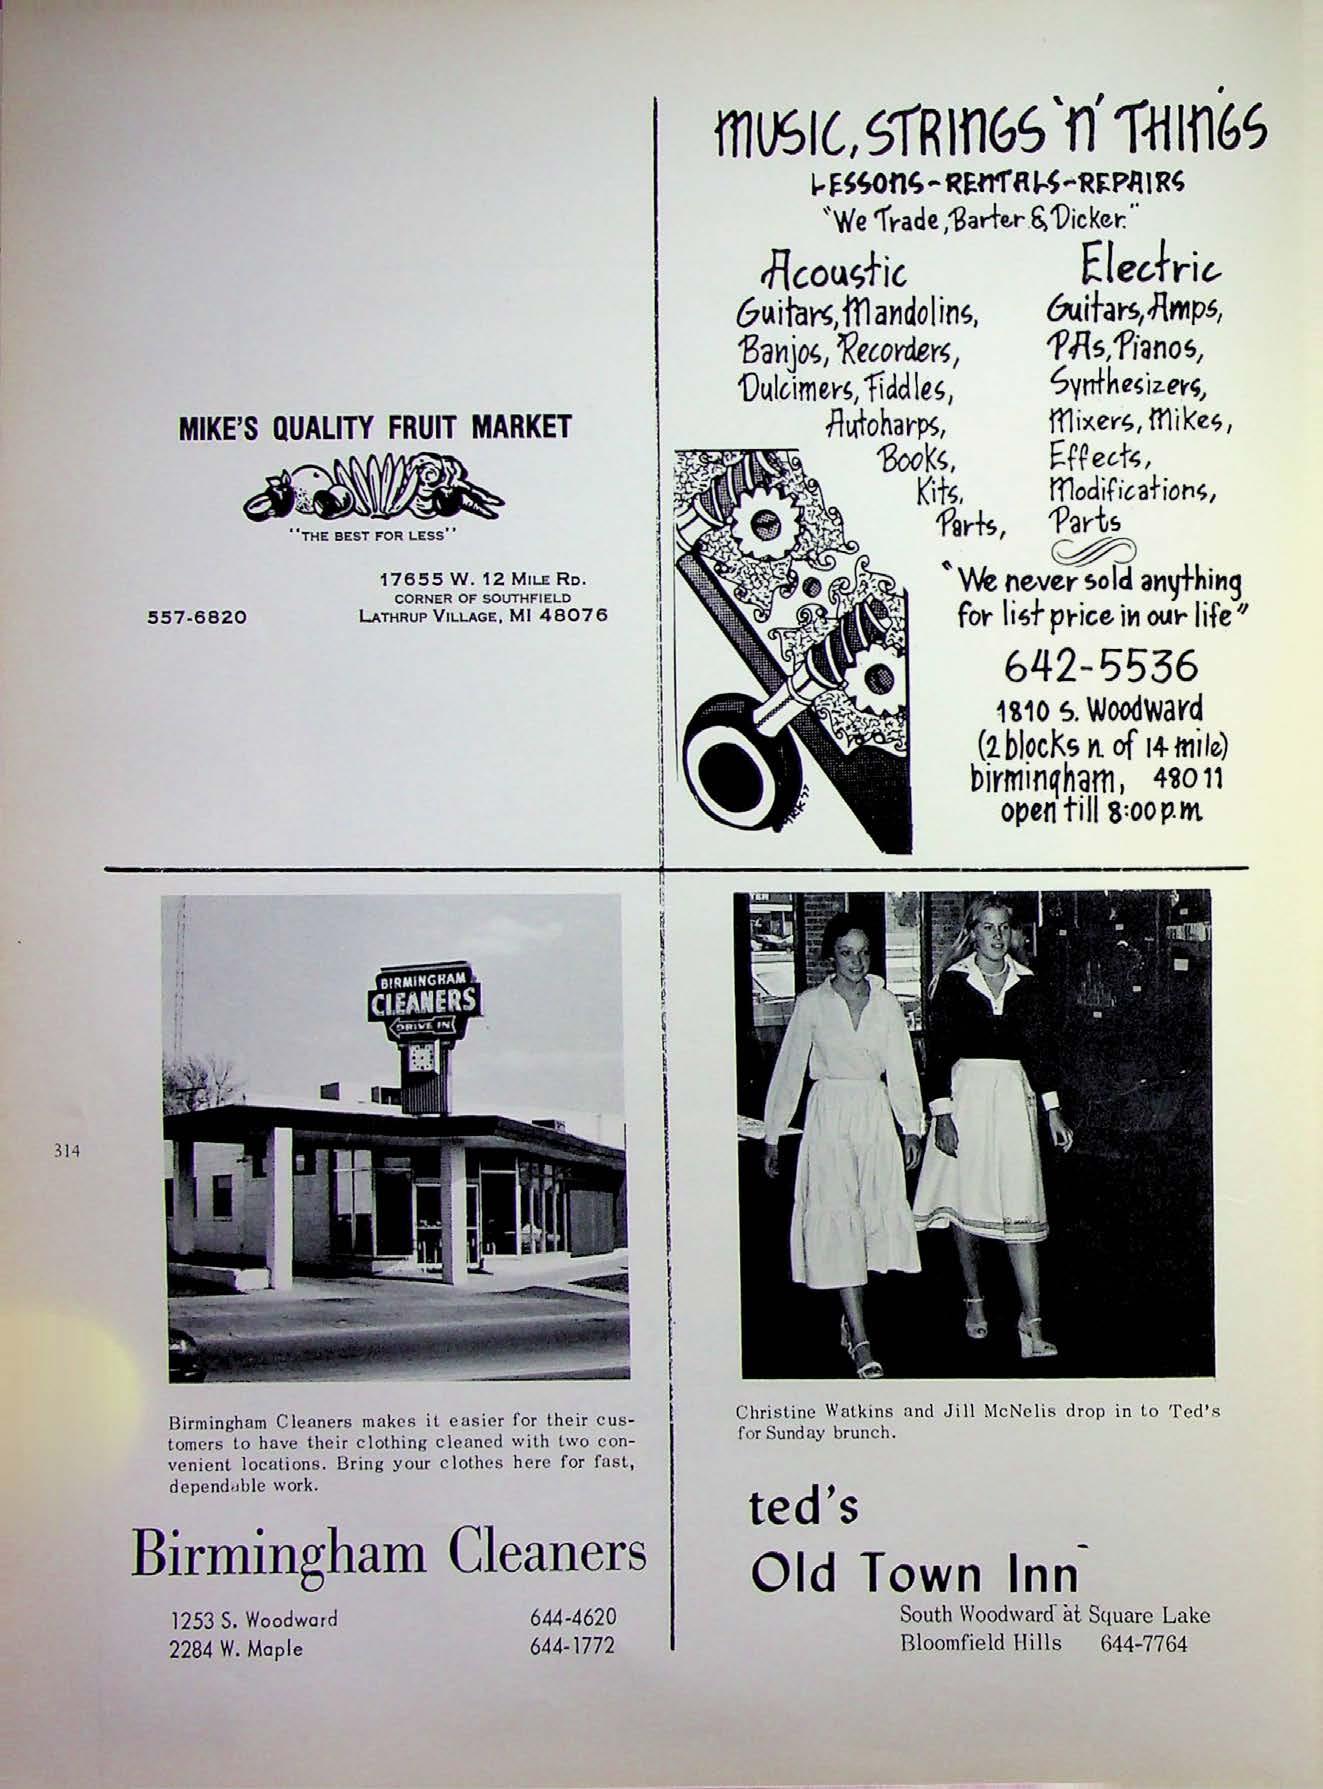 MIKE'S QUALITY FRUIT MARKET
"THE BEST FOR LESS"
17655 W. 12 MILE RD.
CORNER OF SOUTHFIELD
557-6820 LATHRUP VILLAGE, MI 48076
MUSIC, STRINGS 'N' THINGS
LESSONS-RENTALS-REPAIRS
"We Trade, Barter & Dicker."
Acoustic
Guitars, Mandolins,
Banjos, Recorders,
Dulcimers, Fiddles,
Autoharps,
Books,
Kits,
Parts,
Electric
Guitars, Amps,
PAs, Pianos,
Synthesizers,
Mixers, Mikes,
Effects,
Modifications,
Parts
"We never sold anything
for list price in our life"
642-5536
1810 S. Woodward
(2 blocks n. of 14 mile)
birmingham, 48011
open till 8:00 p.m.
BIRMINGHAM
CLEANERS
DRIVE IN
314
Birmingham Cleaners makes it easier for their cus-
tomers to have their clothing cleaned with two con-
venient locations. Bring your clothes here for fast,
dependable work.
Birmingham Cleaners
1253 S. Woodward 644-4620
2284 W. Maple 644-1772
Christine Watkins and Jill McNelis drop in to Ted's
for Sunday brunch.
ted's
Old Town Inn
South Woodward at Square Lake
Bloomfield Hills 644-7764